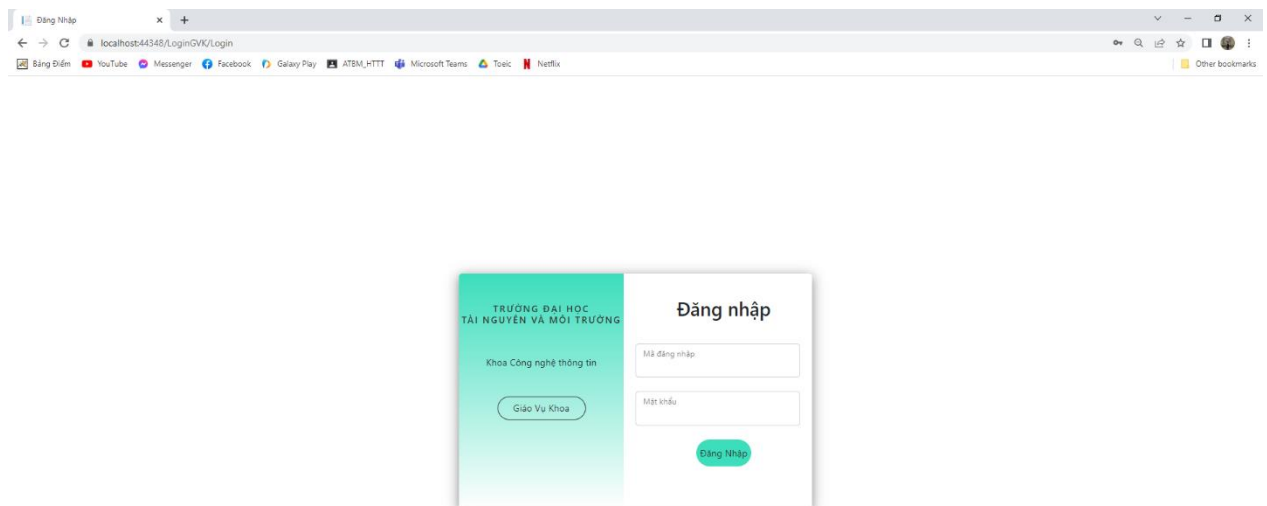 Đăng Nhập
localhost:44348/LoginGVK/Login
Bảng Điểm YouTube Messenger Facebook Galaxy Play ATBM_HTTT Microsoft Teams Toeic Netflix Other bookmarks
TRƯỜNG ĐẠI HỌC
TÀI NGUYÊN VÀ MÔI TRƯỜNG
Khoa Công nghệ thông tin
Giáo Vụ Khoa
Đăng nhập
Mã đăng nhập
Mật khẩu
Đăng Nhập